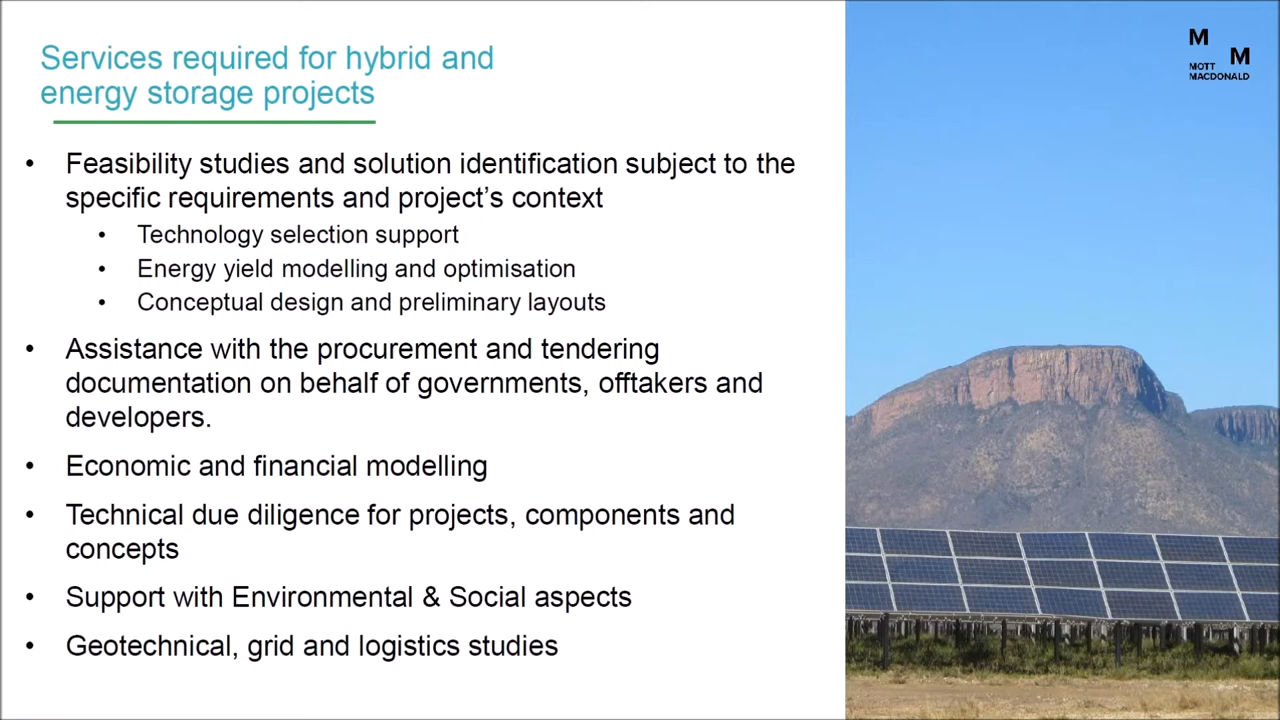 Services required for hybrid and
energy storage projects
• Feasibility studies and solution identification subject to the
specific requirements and project’s context
• Technology selection support
• Energy yield modelling and optimisation
• Conceptual design and preliminary layouts
• Assistance with the procurement and tendering
documentation on behalf of governments, offtakers and
developers.
• Economic and financial modelling
• Technical due diligence for projects, components and
concepts
• Support with Environmental & Social aspects
• Geotechnical, grid and logistics studies
M
M
MOTT
MACDONALD